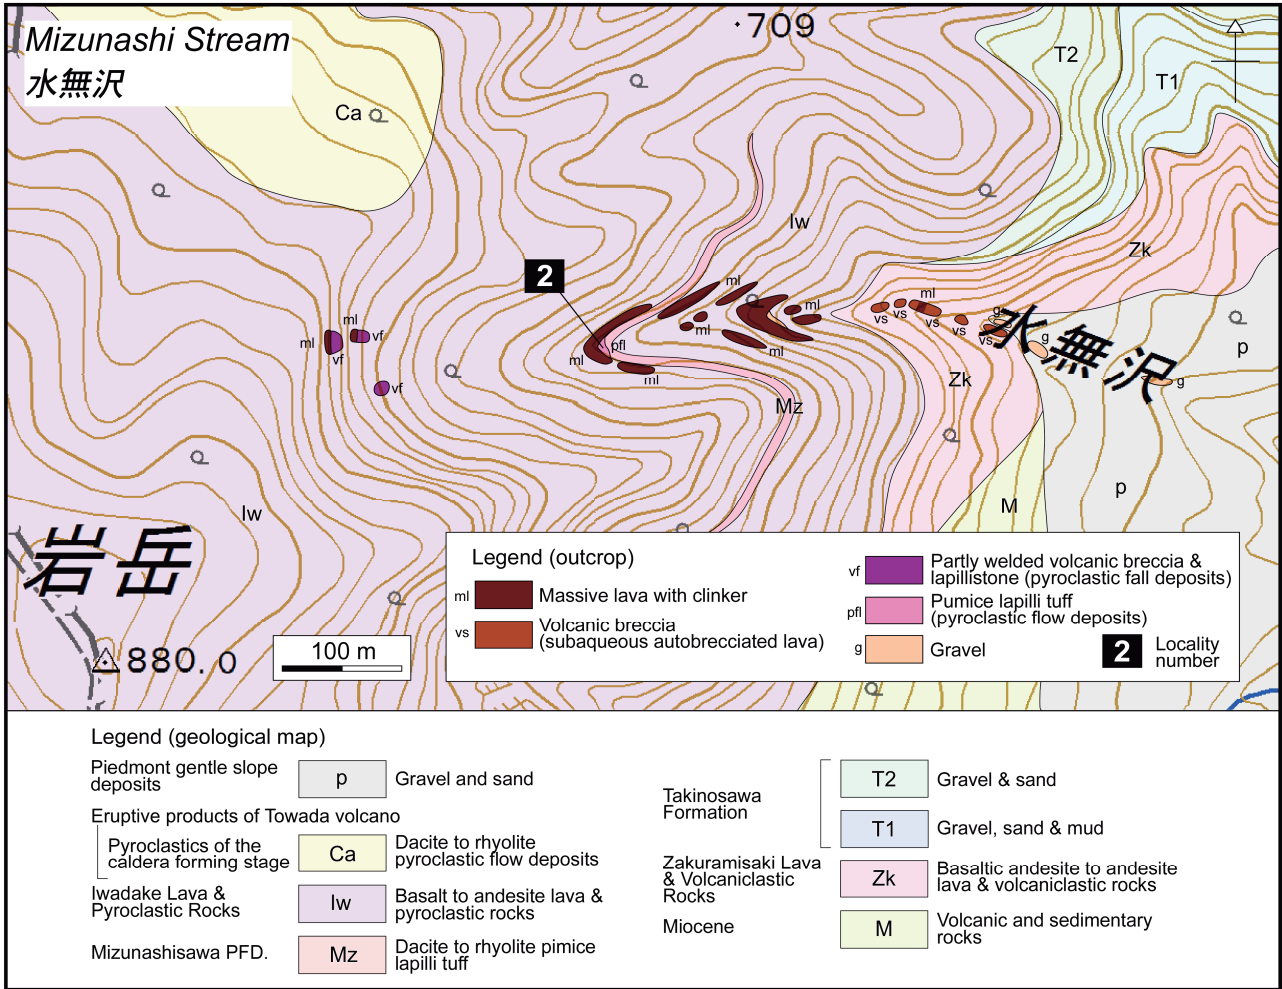 Mizunashi Stream
水無沢
709
T2
T1
Ca
Iw
Zk
2
ml
ml
ml
vs
vs
vs
vs
vs
g
g
g
水無沢
ml
vf
ml
vf
vf
ml
pfl
ml
ml
ml
Zk
p
Mz
p
M
Iw
岩岳
880.0
100 m
Legend (outcrop)
ml Massive lava with clinker
vs Volcanic breccia
(subaqueous autobrecciated lava)
vf Partly welded volcanic breccia &
lapillistone (pyroclastic fall deposits)
pfl Pumice lapilli tuff
(pyroclastic flow deposits)
g Gravel
2 Locality
number
Legend (geological map)
Piedmont gentle slope
deposits
p Gravel and sand
Eruptive products of Towada volcano
Pyroclastics of the
caldera forming stage
Ca Dacite to rhyolite
pyroclastic flow deposits
Iwadake Lava &
Pyroclastic Rocks
Iw Basalt to andesite lava &
pyroclastic rocks
Mizunashisawa PFD.
Mz Dacite to rhyolite pimice
lapilli tuff
Takinosawa
Formation
T2 Gravel & sand
T1 Gravel, sand & mud
Zakuramisaki Lava
& Volcaniclastic
Rocks
Zk Basaltic andesite to andesite
lava & volcaniclastic rocks
Miocene
M Volcanic and sedimentary
rocks